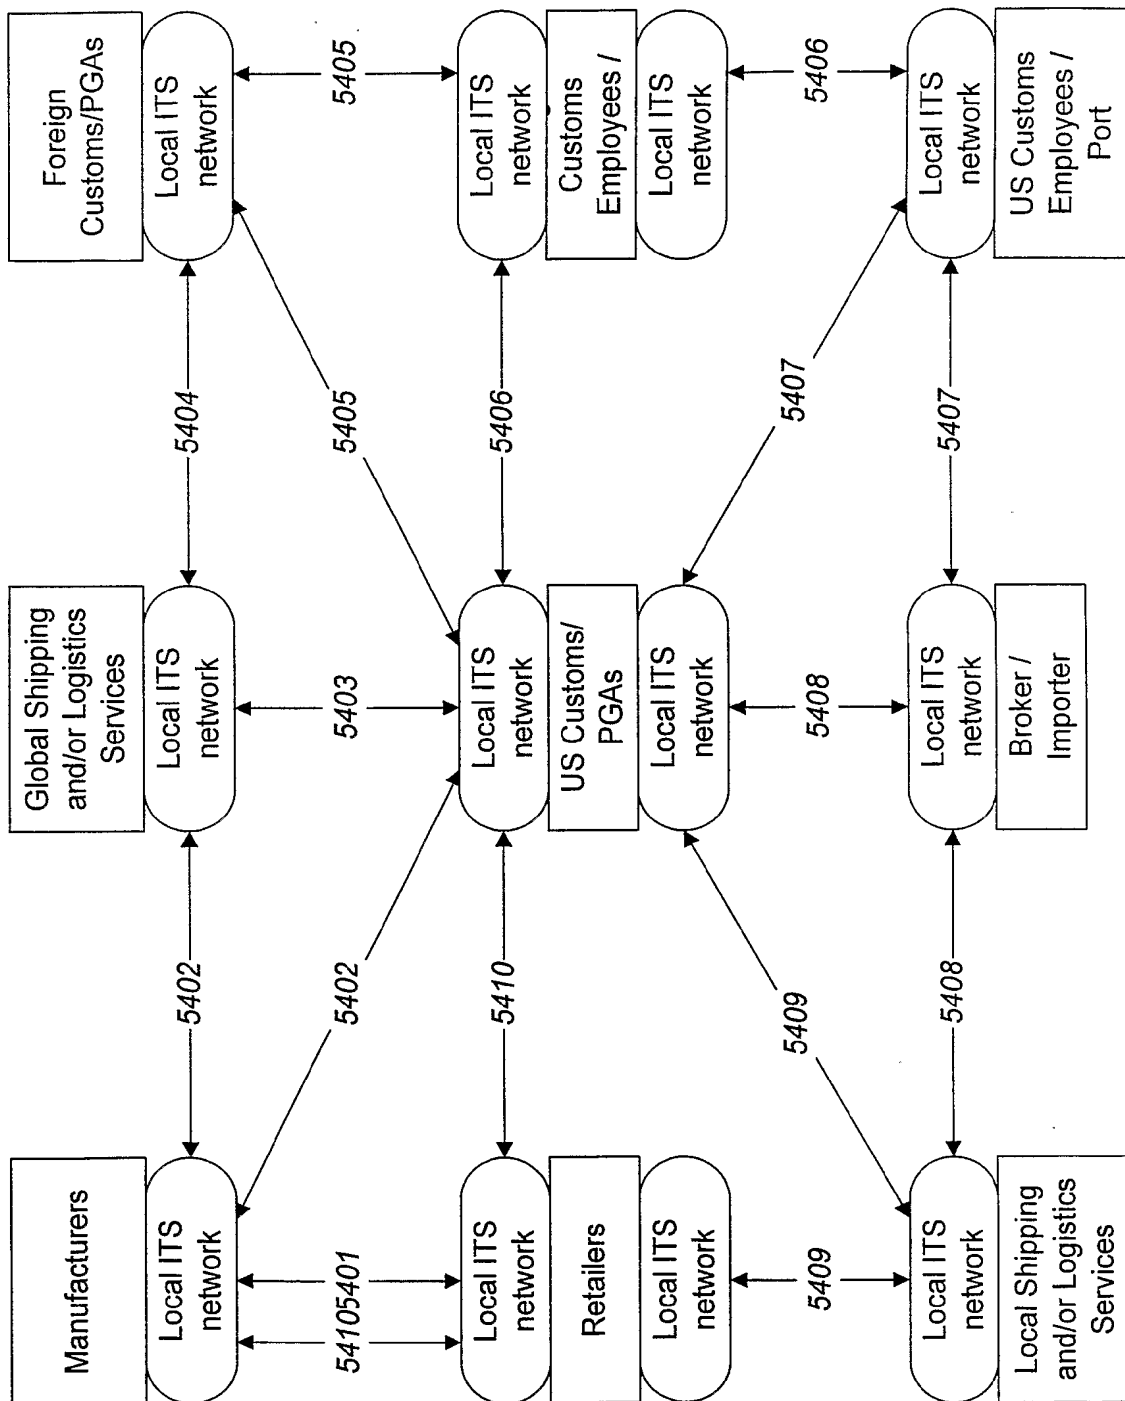 Manufacturers
Global Shipping
and/or Logistics
Services
Foreign
Customs/PGAs
Local ITS
network
5402
Local ITS
network
5404
Local ITS
network
5410
5401
5402
5403
5405
5405
Local ITS
network
5410
Local ITS
network
5406
Local ITS
network
Retailers
US Customs/
PGAs
Customs
Employees /
Local ITS
network
Local ITS
network
Local ITS
network
5409
5409
5408
5407
5406
Local ITS
network
5408
Local ITS
network
5407
Local ITS
network
Local Shipping
and/or Logistics
Services
Broker /
Importer
US Customs
Employees /
Port